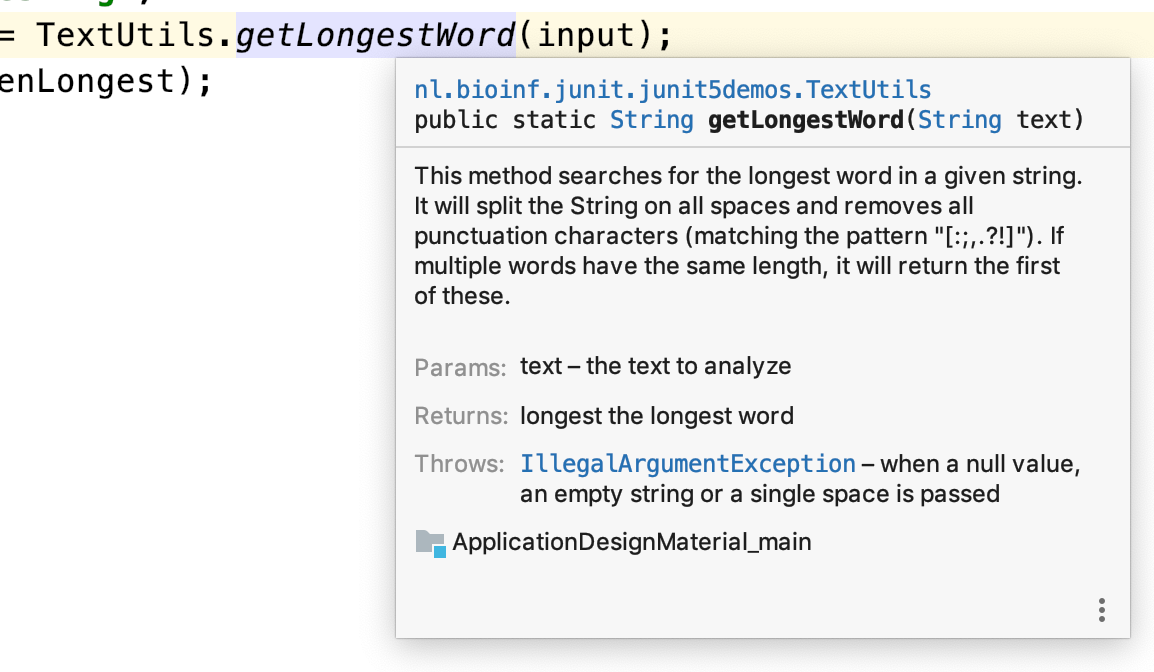 = TextUtils.getLongestWord(input);
enLongest);
nl.bioinf.junit.junit5demos.TextUtils
public static String getLongestWord(String text)
This method searches for the longest word in a given string.
It will split the String on all spaces and removes all
punctuation characters (matching the pattern "[:;,.?!]"). If
multiple words have the same length, it will return the first
of these.
Params: text – the text to analyze
Returns: longest the longest word
Throws: IllegalArgumentException – when a null value,
an empty string or a single space is passed
ApplicationDesignMaterial_main